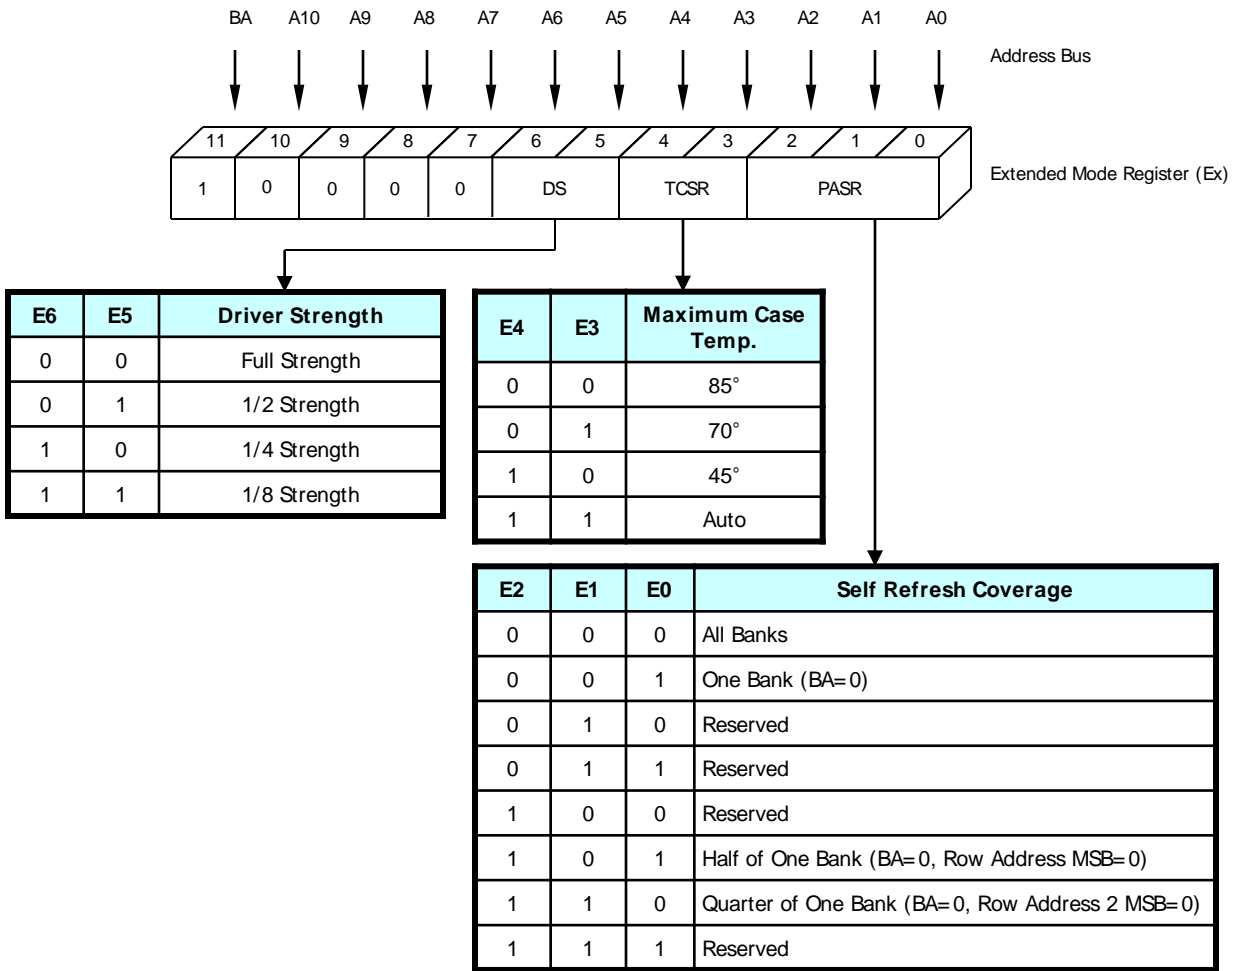 BA A10 A9 A8 A7 A6 A5 A4 A3 A2 A1 A0
Address Bus
11 10 9 8 7 6 5 4 3 2 1 0
1 0 0 0 0 DS TCSR PASR
Extended Mode Register (Ex)
E6 E5 Driver Strength
0 0 Full Strength
0 1 1/2 Strength
1 0 1/4 Strength
1 1 1/8 Strength
E4 E3 Maximum Case
Temp.
0 0 85°
0 1 70°
1 0 45°
1 1 Auto
E2 E1 E0 Self Refresh Coverage
0 0 0 All Banks
0 0 1 One Bank (BA=0)
0 1 0 Reserved
0 1 1 Reserved
1 0 0 Reserved
1 0 1 Half of One Bank (BA=0, Row Address MSB=0)
1 1 0 Quarter of One Bank (BA=0, Row Address 2 MSB=0)
1 1 1 Reserved